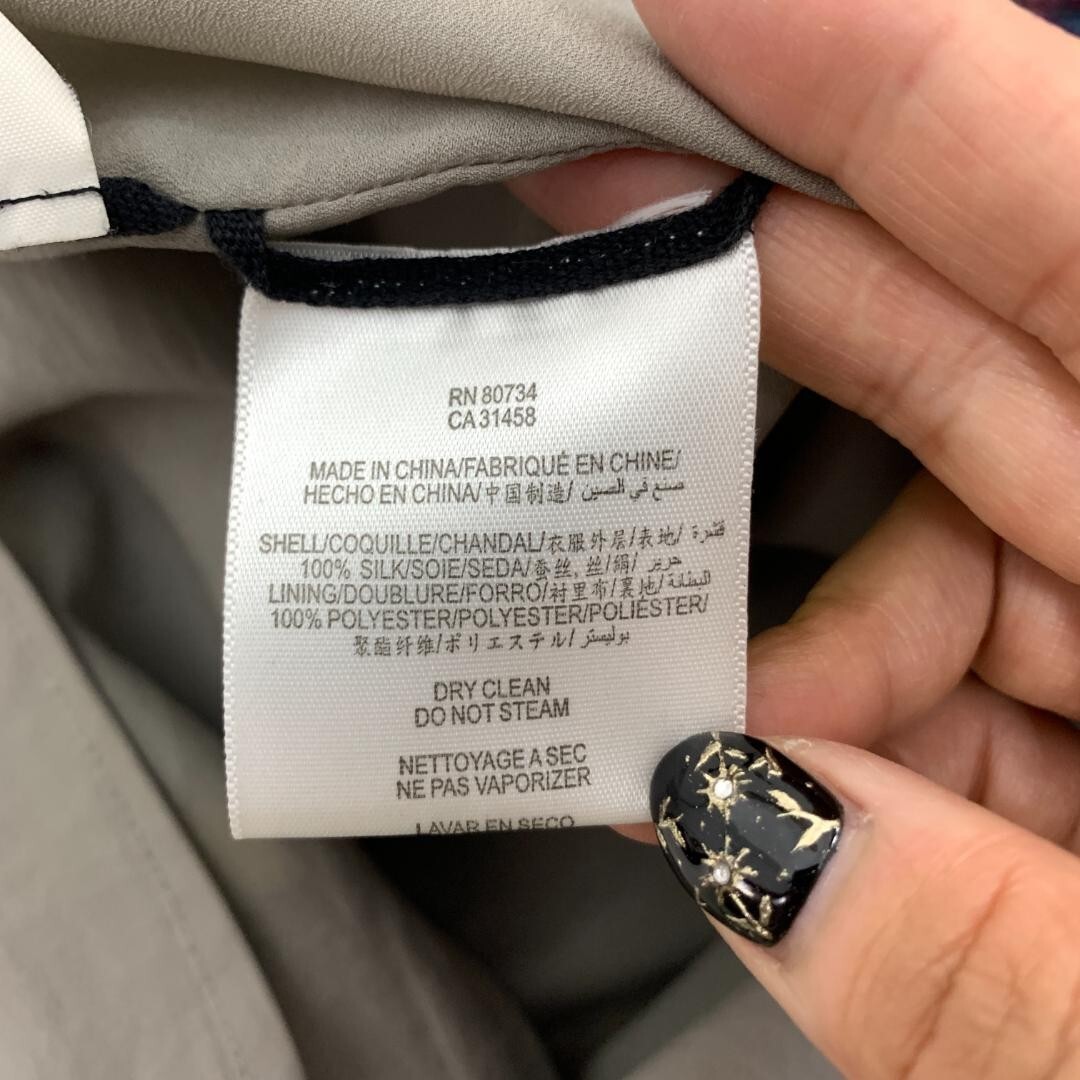 RN 80734
CA 31458
MADE IN CHINA/FABRIQUÉ EN CHINE/
HECHO EN CHINA/中国制造/ صنع في الصين
SHELL/COQUILLE/CHANDAL/衣服外层/表地/ قشرة
100% SILK/SOIE/SEDA/蚕丝, 丝/絹/ حرير
LINING/DOUBLURE/FORRO/衬里布/裏地/ البطانة/
100% POLYESTER/POLYESTER/POLIÉSTER/
聚酯纤维/ポリエステル/ بوليستر
DRY CLEAN
DO NOT STEAM
NETTOYAGE A SEC
NE PAS VAPORIZER
LAVAR EN SECO